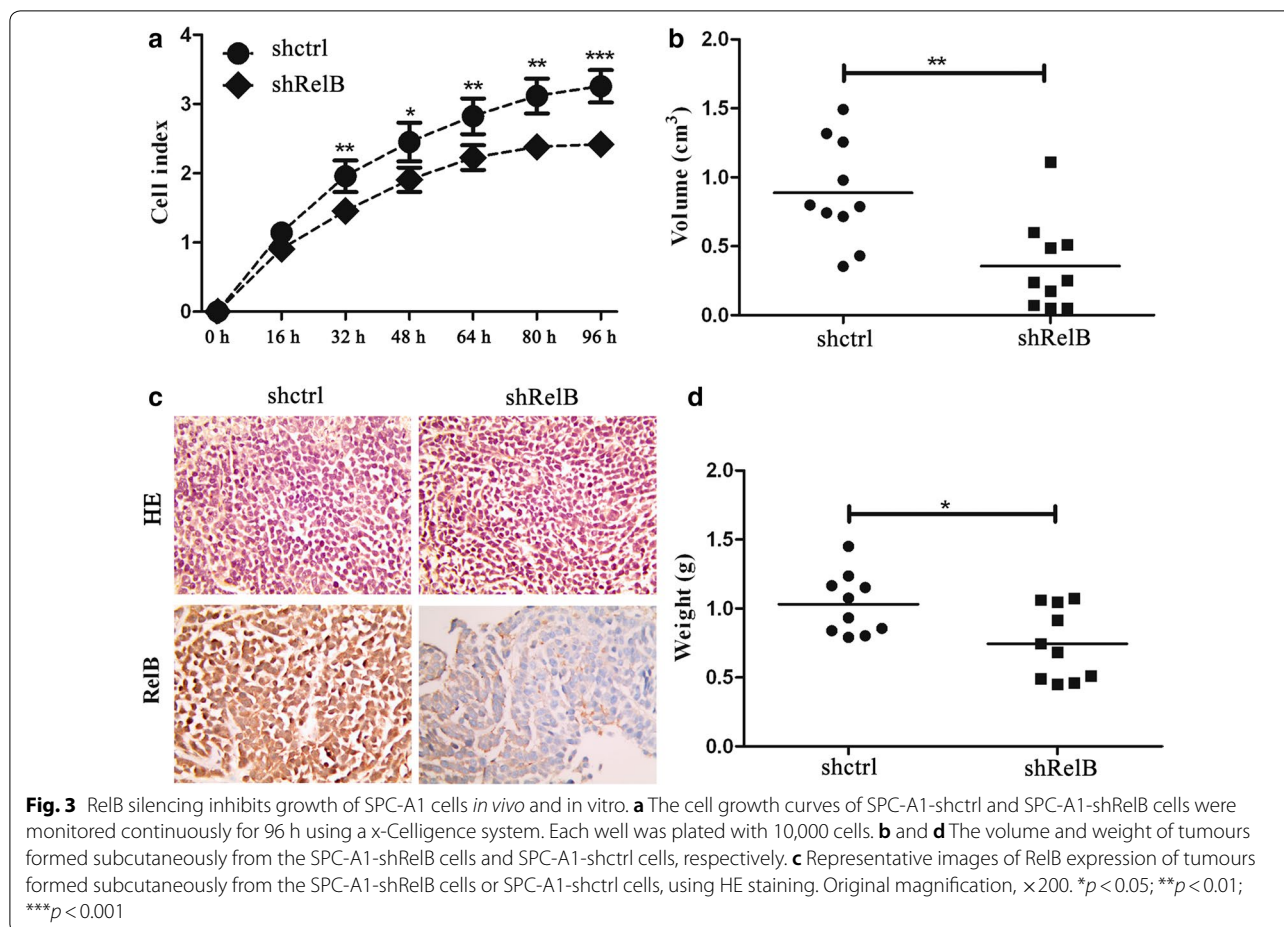 a
shctrl
shRelB
Cell index
4
3
2
1
0
** * ** ** ***
0 h 16 h 32 h 48 h 64 h 80 h 96 h
b
Volume (cm3)
2.0
1.5
1.0
0.5
0.0
**
shctrl shRelB
c
shctrl shRelB
HE
RelB
d
Weight (g)
2.0
1.5
1.0
0.5
0.0
*
shctrl shRelB
Fig. 3 RelB silencing inhibits growth of SPC-A1 cells in vivo and in vitro. a The cell growth curves of SPC-A1-shctrl and SPC-A1-shRelB cells were
monitored continuously for 96 h using a x-Celligence system. Each well was plated with 10,000 cells. b and d The volume and weight of tumours
formed subcutaneously from the SPC-A1-shRelB cells and SPC-A1-shctrl cells, respectively. c Representative images of RelB expression of tumours
formed subcutaneously from the SPC-A1-shRelB cells or SPC-A1-shctrl cells, using HE staining. Original magnification, ×200. *p < 0.05; **p < 0.01;
***p < 0.001